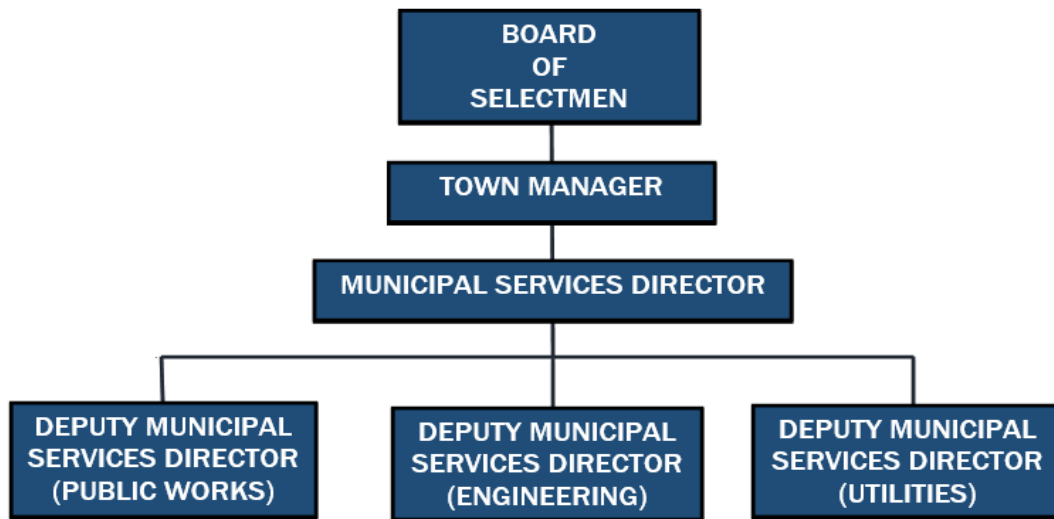 BOARD
OF
SELECTMEN
TOWN MANAGER
MUNICIPAL SERVICES DIRECTOR
DEPUTY MUNICIPAL
SERVICES DIRECTOR
(PUBLIC WORKS)
DEPUTY MUNICIPAL
SERVICES DIRECTOR
(ENGINEERING)
DEPUTY MUNICIPAL
SERVICES DIRECTOR
(UTILITIES)